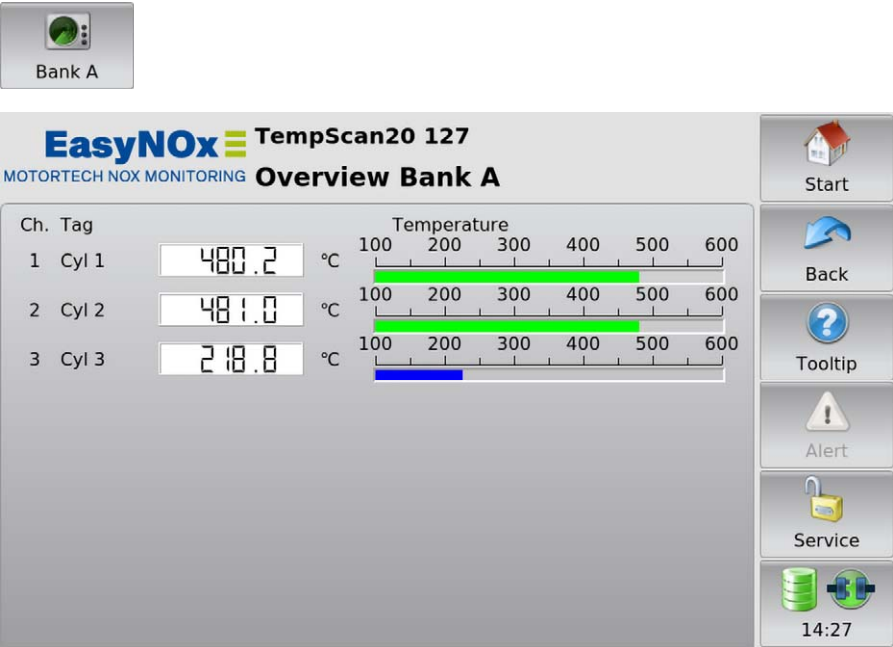 Bank A
EasyNOx TempScan20 127
MOTORTECH NOX MONITORING Overview Bank A
Start
Ch. Tag Temperature
1 Cyl 1 480.2 °C 100 200 300 400 500 600
Back
2 Cyl 2 481.0 °C 100 200 300 400 500 600
3 Cyl 3 218.8 °C 100 200 300 400 500 600
Tooltip
Alert
Service
14:27